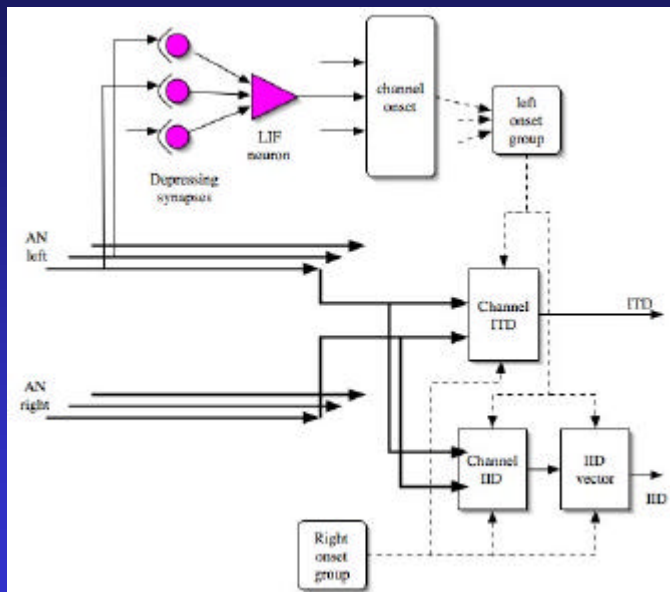 channel
onset
left
onset
group
LIF
neuron
Depressing
synapses
AN
left
Channel
ITD
ITD
AN
right
Channel
IID
IID
vector
IID
Right
onset
group